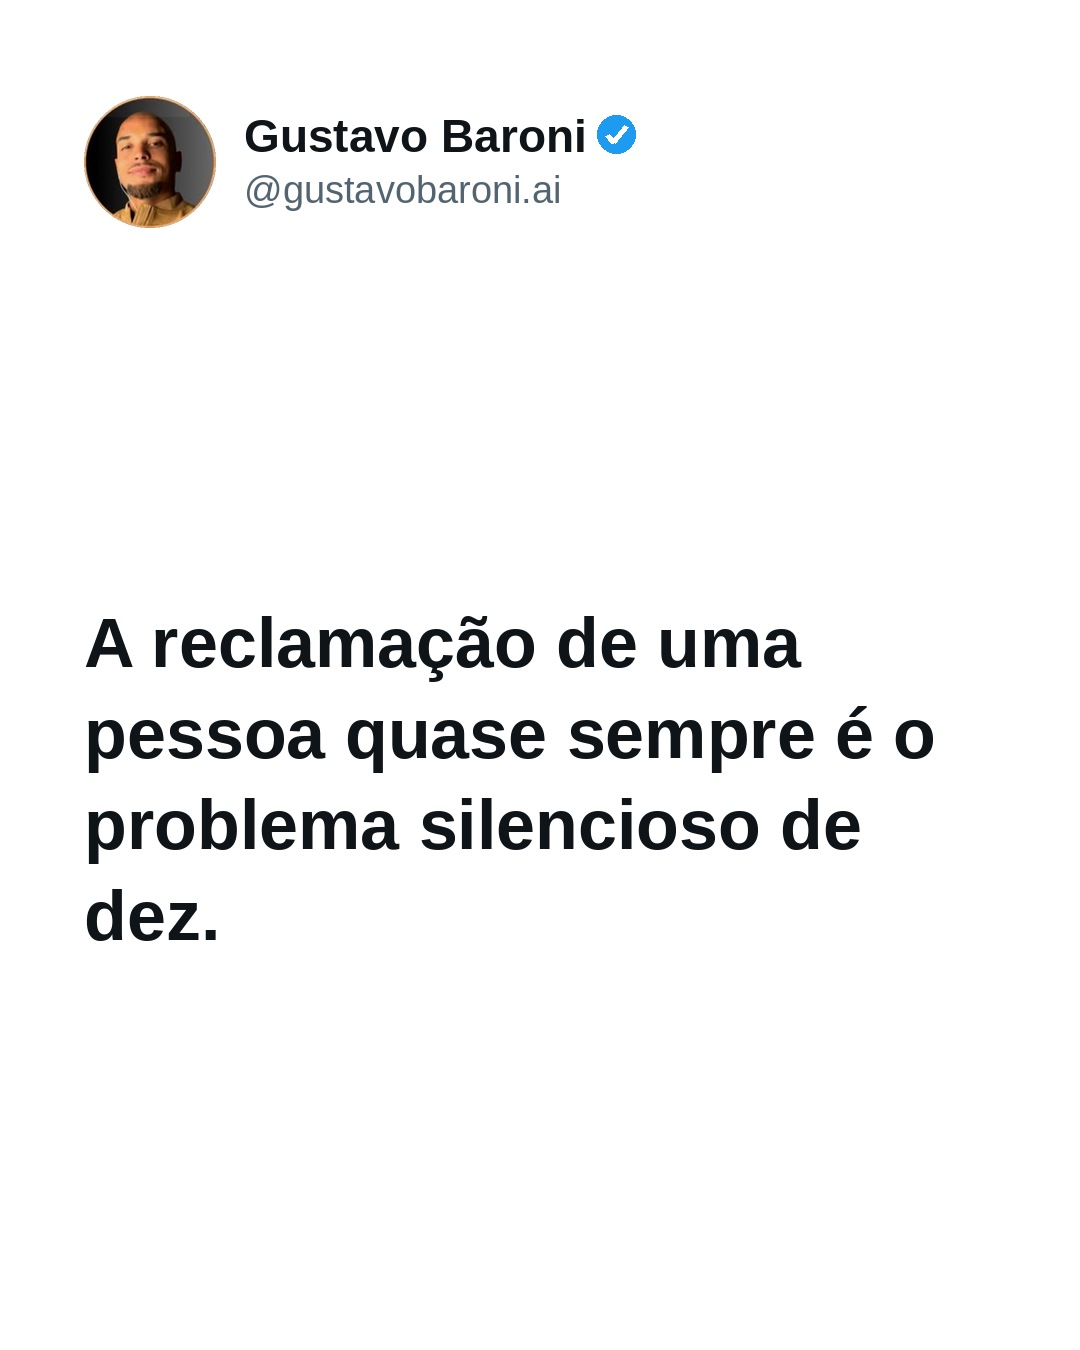 Gustavo Baroni
@gustavobaroni.ai
A reclamação de uma
pessoa quase sempre é o
problema silencioso de
dez.